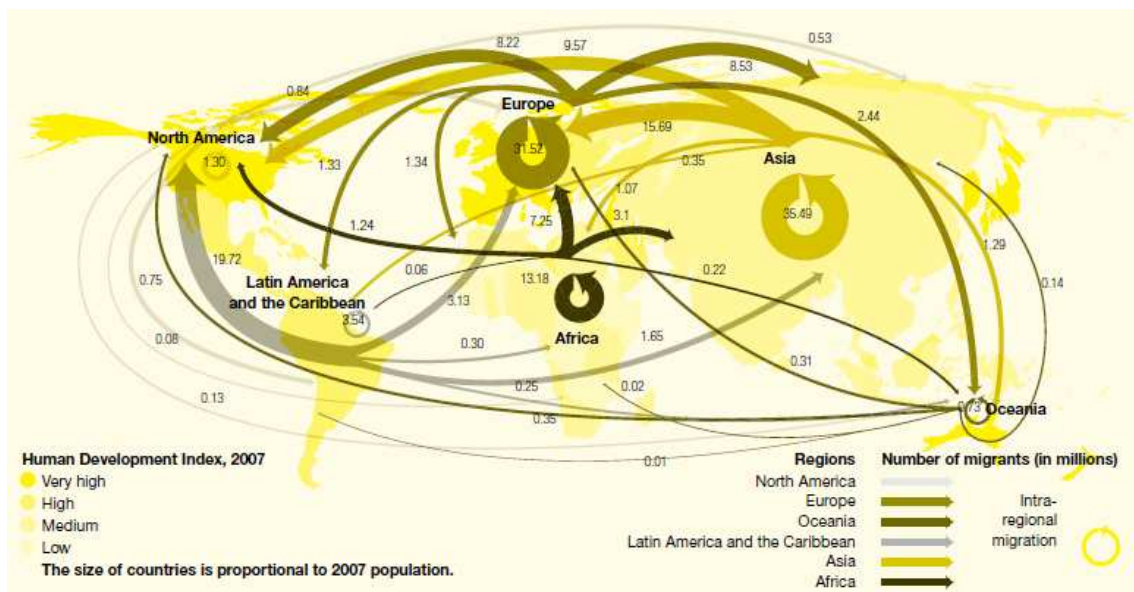 8.22
9.57
0.53
8.53
0.84
Europe
2.44
North America
15.69
31.52
Asia
1.30
1.33
1.34
0.35
1.07
35.49
7.25
3.1
1.24
1.29
19.72
0.06
13.18
0.22
0.14
0.75
Latin America
and the Caribbean
3.13
3.54
Africa
1.65
0.08
0.30
0.31
0.25
0.02
0.13
0.35
0.73
Oceania
0.01
Human Development Index, 2007
Very high
High
Medium
Low
The size of countries is proportional to 2007 population.
Regions
Number of migrants (in millions)
North America
Europe
Oceania
Latin America and the Caribbean
Asia
Africa
Intra-
regional
migration